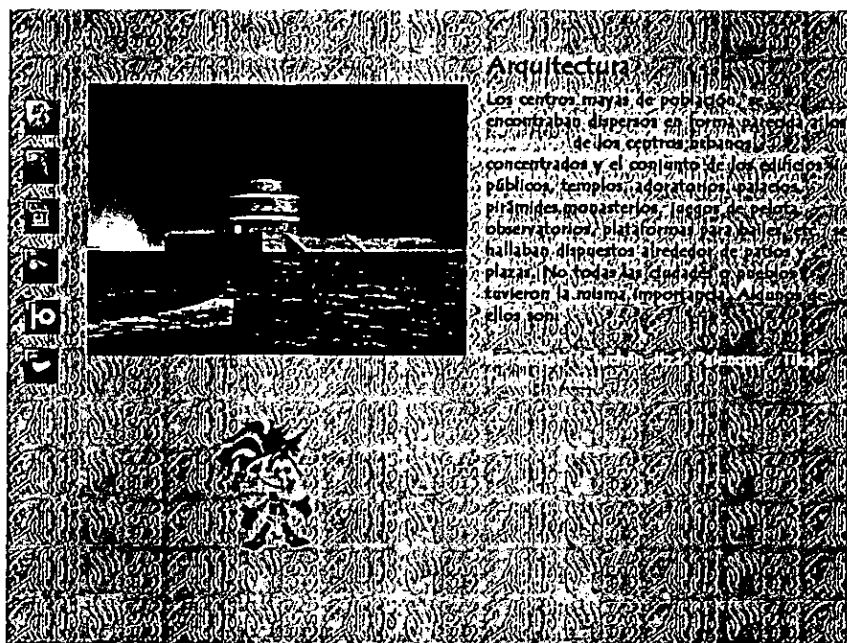 Arquitectura
Los centros mayas de población, se
encontraban dispersos en forma parecida a los
de los centros urbanos
concentrados y el conjunto de los edificios
públicos, templos, adoratorios, palacios,
pirámides, monasterios, juegos de pelota,
observatorios, plataformas para bailes, etc. se
hallaban dispuestos alrededor de patios y
plazas. No todas las ciudades o pueblos
tuvieron la misma importancia. Algunos de
ellos son:
Chichén Itzá Palenque Tikal